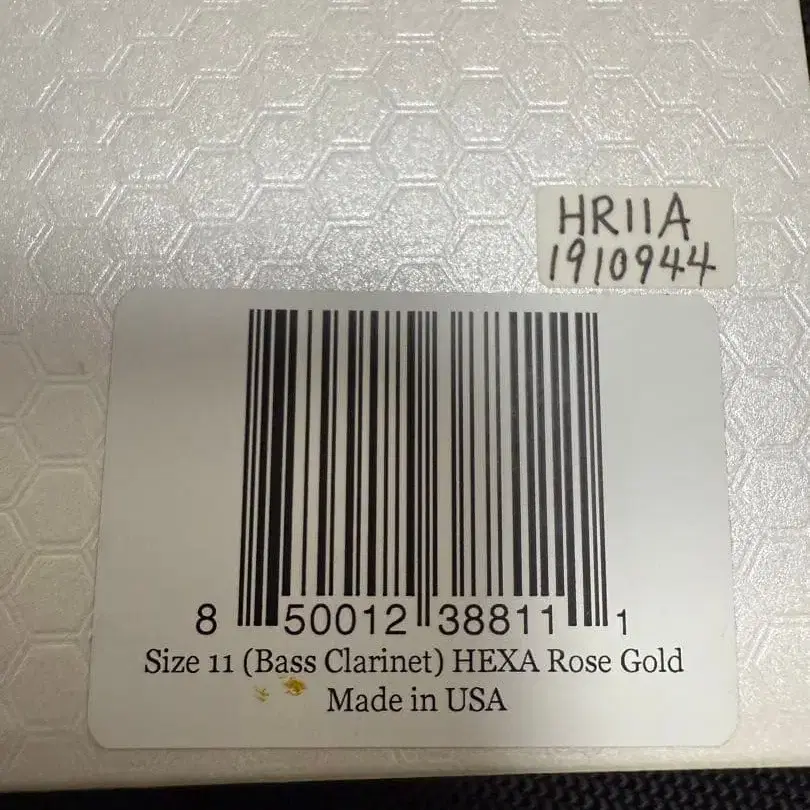 HR11A
1910944
8 50012 38811 1
Size 11 (Bass Clarinet) HEXA Rose Gold
Made in USA